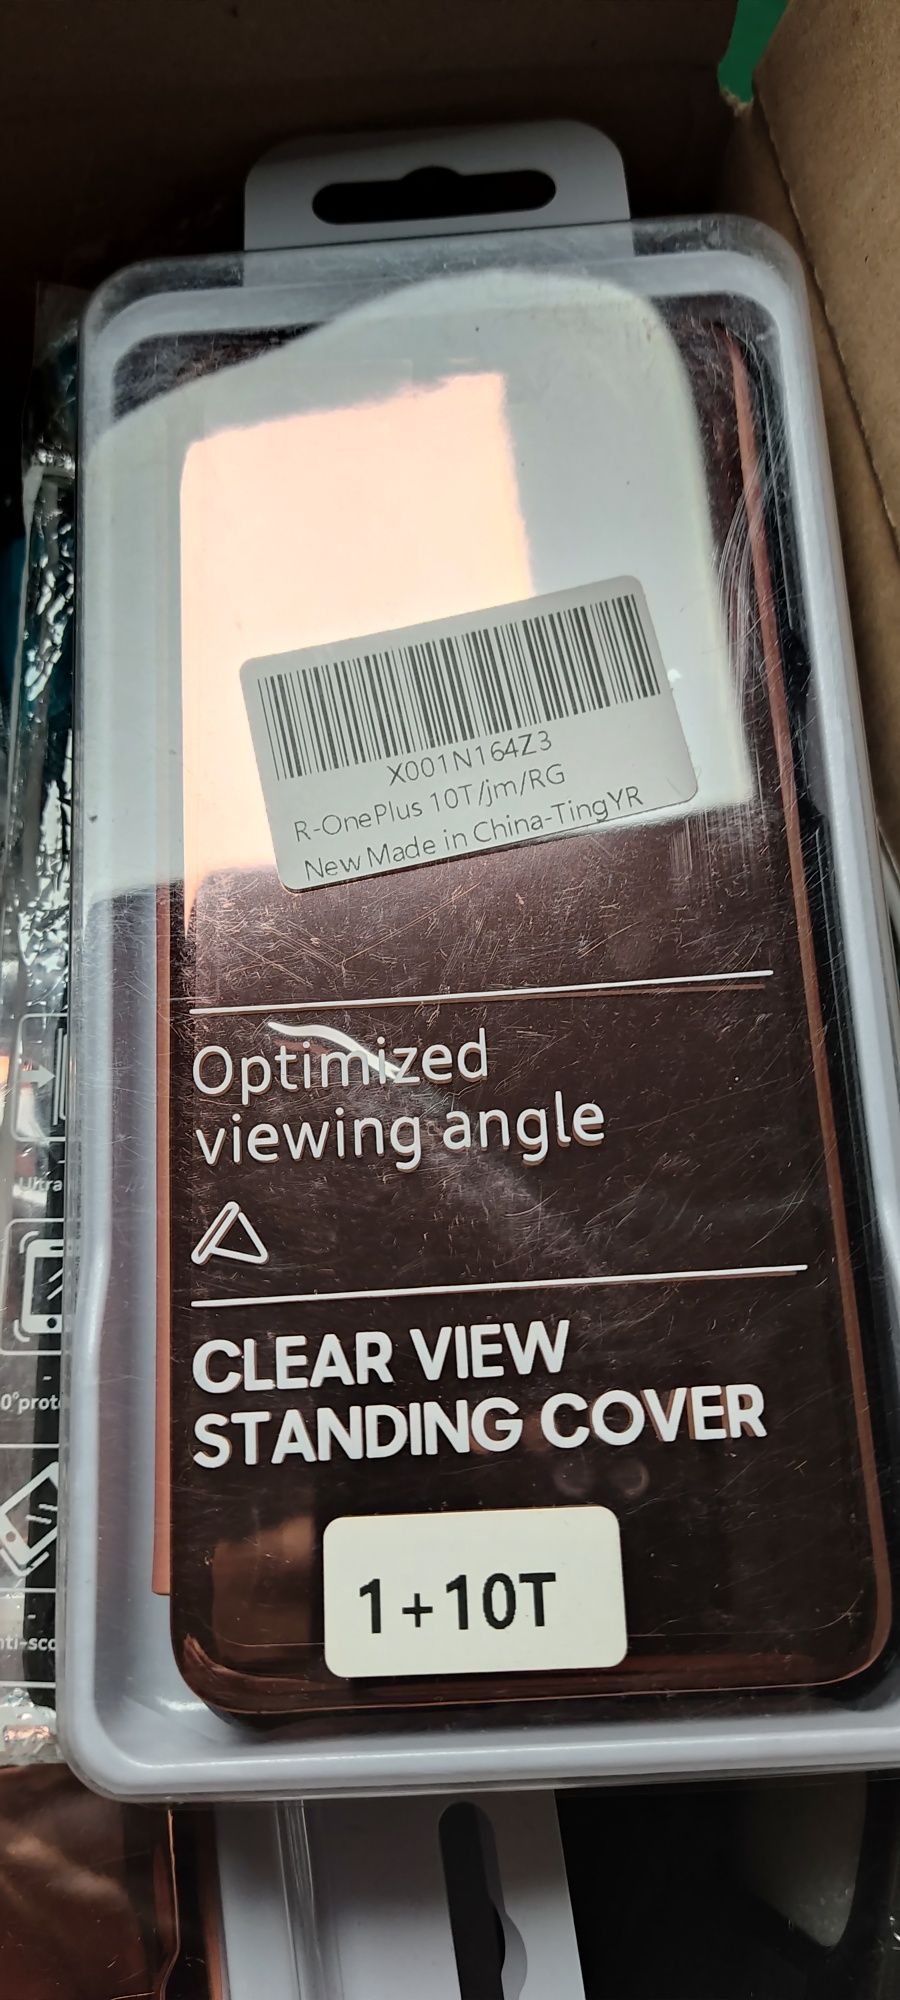 X001N164Z3
R-OnePlus 10T/jm/RG
New Made in China-TingYR
Optimized
viewing angle
CLEAR VIEW
STANDING COVER
1+10T
Ultra